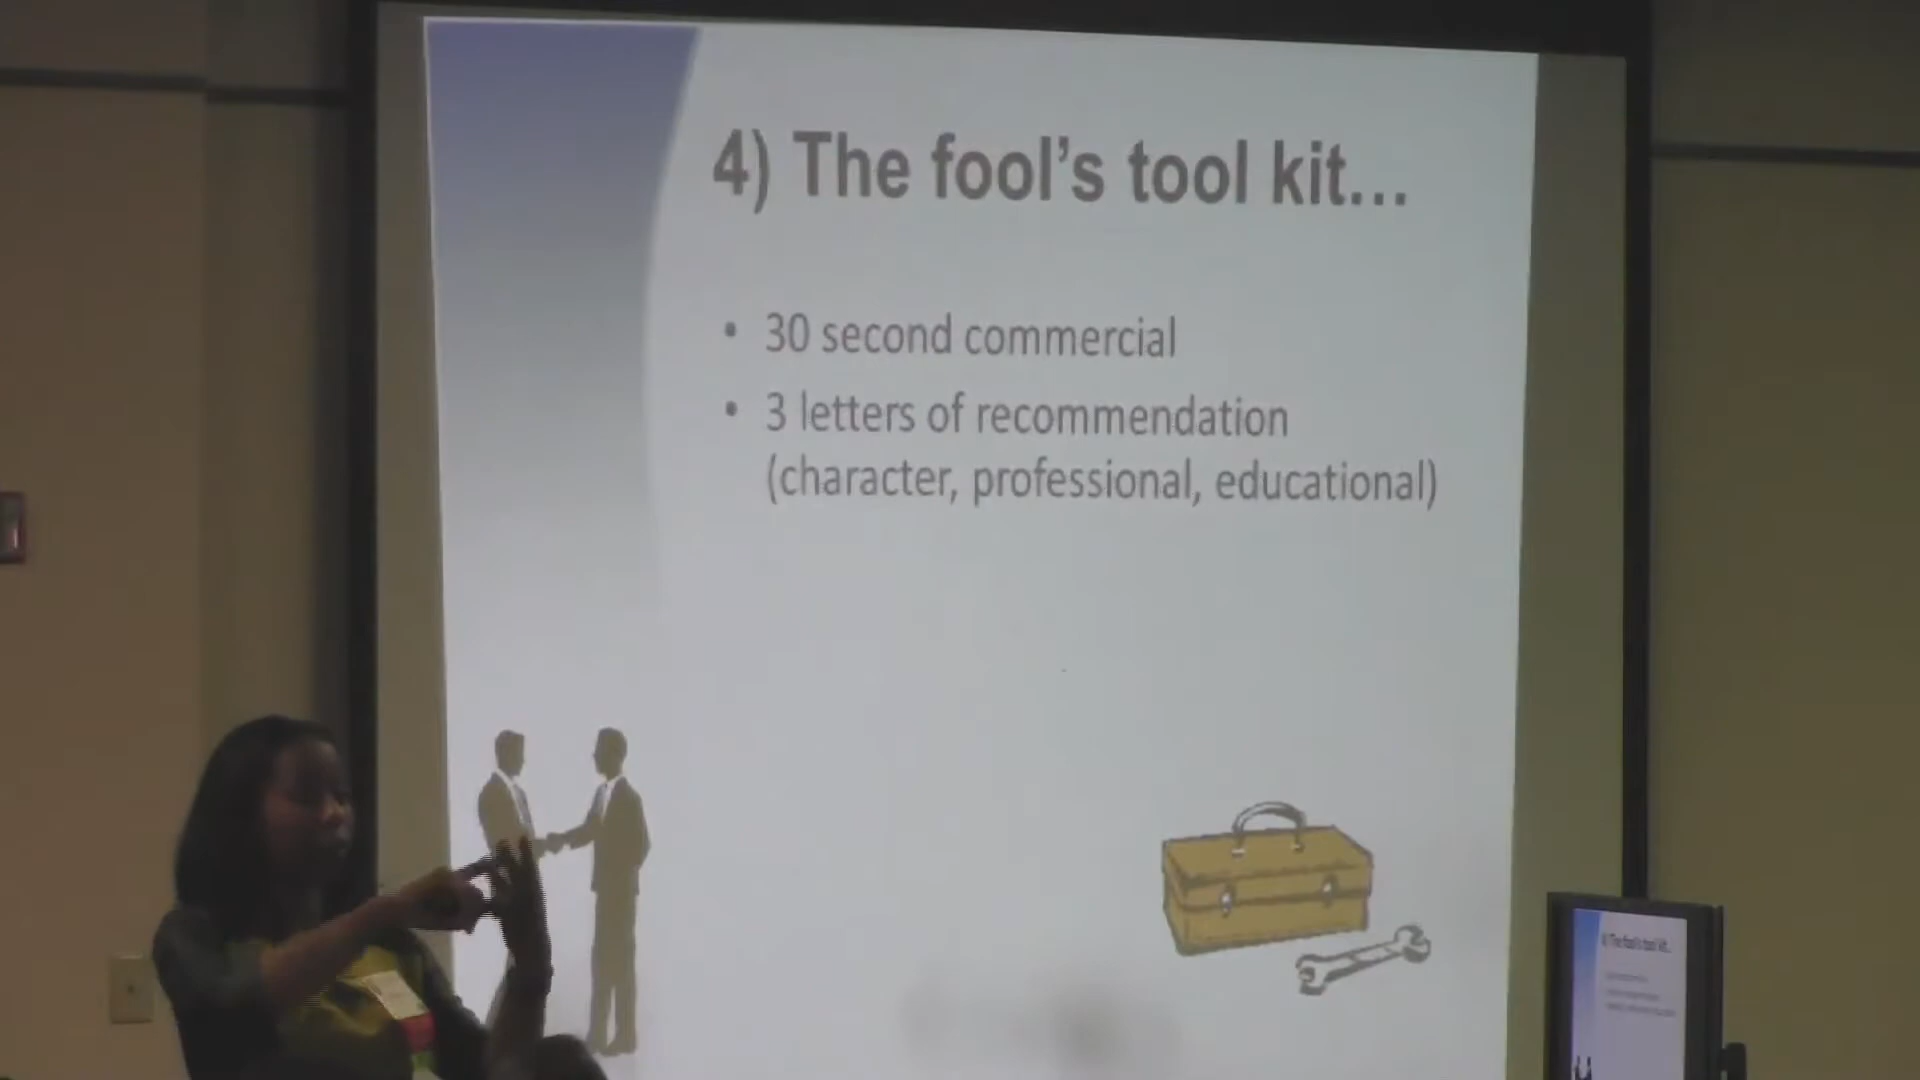 4) The fool's tool kit...
• 30 second commercial
• 3 letters of recommendation
(character, professional, educational)